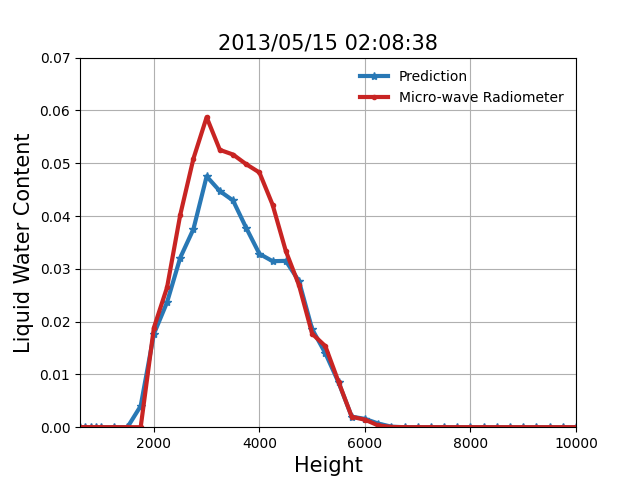 2013/05/15 02:08:38
0.07
0.06
0.05
0.04
0.03
0.02
0.01
0.00
Liquid Water Content
Prediction
Micro-wave Radiometer
2000 4000 6000 8000 10000
Height